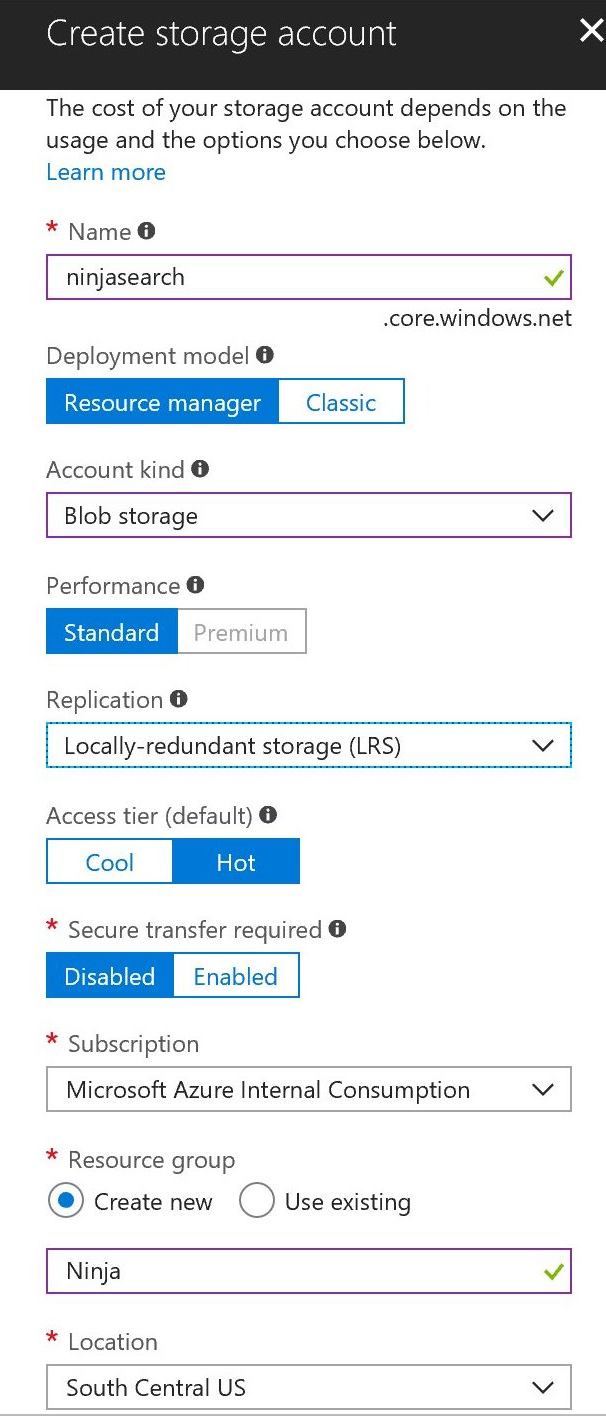 Create storage account
The cost of your storage account depends on the
usage and the options you choose below.
Learn more
* Name
ninjasearch
.core.windows.net
Deployment model
Resource manager Classic
Account kind
Blob storage
Performance
Standard Premium
Replication
Locally-redundant storage (LRS)
Access tier (default)
Cool Hot
* Secure transfer required
Disabled Enabled
* Subscription
Microsoft Azure Internal Consumption
* Resource group
Create new Use existing
Ninja
* Location
South Central US